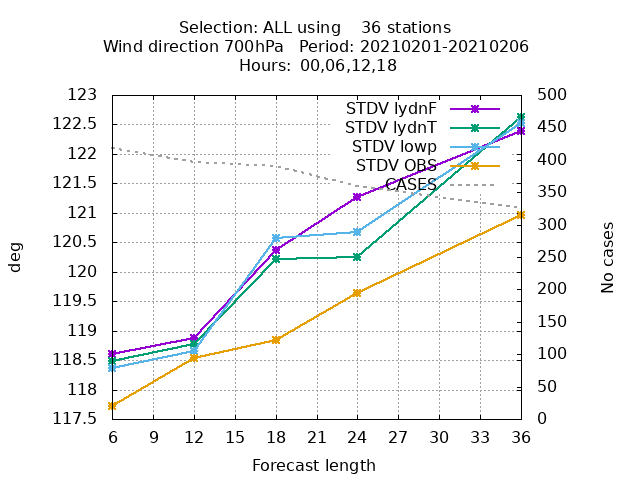 Selection: ALL using 36 stations
Wind direction 700hPa Period: 20210201-20210206
Hours: 00,06,12,18
123
122.5
122
121.5
121
120.5
120
119.5
119
118.5
118
117.5
500
450
400
350
300
250
200
150
100
50
0
STDV IydnF
STDV IydnT
STDV lowp
STDV OBS
CASES
deg
No cases
6 9 12 15 18 21 24 27 30 33 36
Forecast length